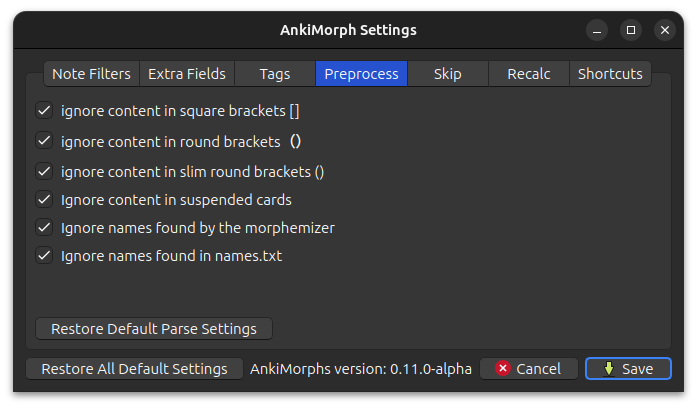 AnkiMorph Settings
Note Filters Extra Fields Tags Preprocess Skip Recalc Shortcuts
ignore content in square brackets []
ignore content in round brackets （）
ignore content in slim round brackets ()
Ignore content in suspended cards
Ignore names found by the morphemizer
Ignore names found in names.txt
Restore Default Parse Settings
Restore All Default Settings AnkiMorphs version: 0.11.0-alpha Cancel Save